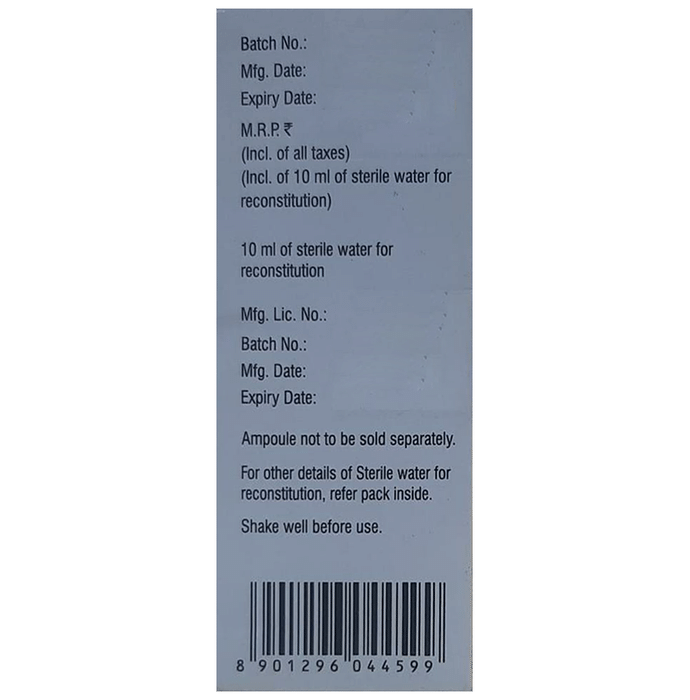 Batch No.:
Mfg. Date:
Expiry Date:
M.R.P. ₹
(Incl. of all taxes)
(Incl. of 10 ml of sterile water for
reconstitution)
10 ml of sterile water for
reconstitution
Mfg. Lic. No.:
Batch No.:
Mfg. Date:
Expiry Date:
Ampoule not to be sold separately.
For other details of Sterile water for
reconstitution, refer pack inside.
Shake well before use.
8 901296 044599